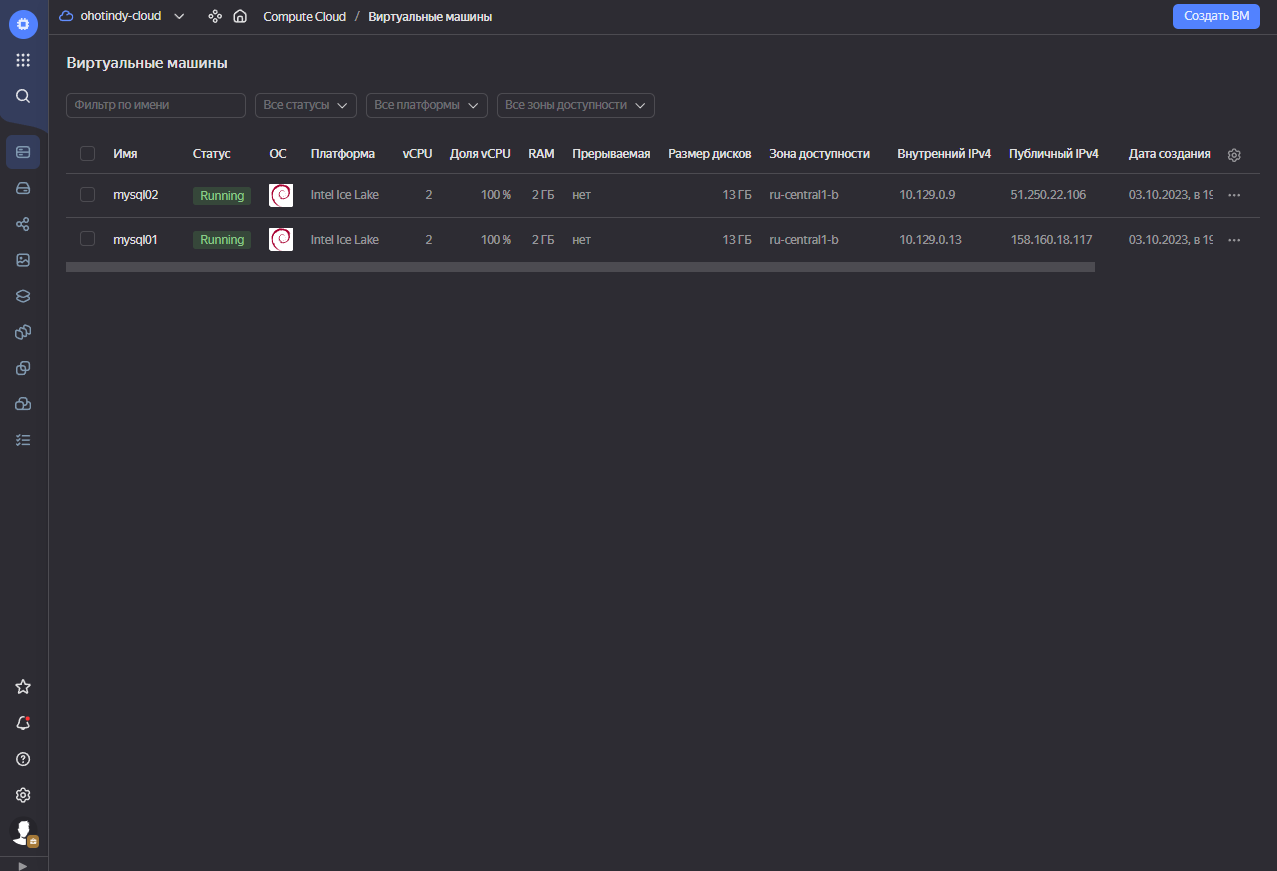 ohotindy-cloud Compute Cloud / Виртуальные машины Создать ВМ
Виртуальные машины
Фильтр по имени Все статусы Все платформы Все зоны доступности
Имя Статус ОС Платформа vCPU Доля vCPU RAM Прерываемая Размер дисков Зона доступности Внутренний IPv4 Публичный IPv4 Дата создания
mysql02 Running Intel Ice Lake 2 100 % 2 ГБ нет 13 ГБ ru-central1-b 10.129.0.9 51.250.22.106 03.10.2023, в 19
mysql01 Running Intel Ice Lake 2 100 % 2 ГБ нет 13 ГБ ru-central1-b 10.129.0.13 158.160.18.117 03.10.2023, в 19